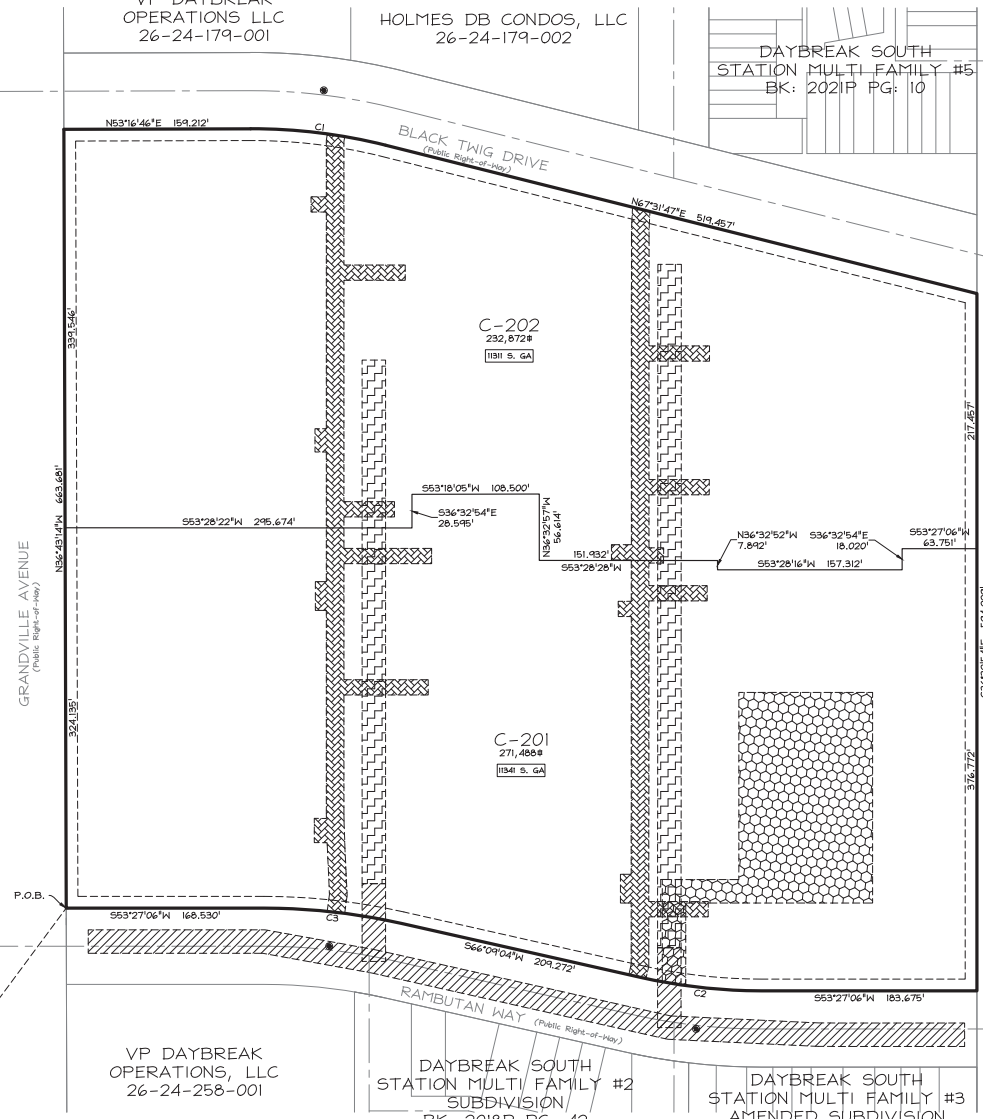 VP DAYBREAK
OPERATIONS LLC
26-24-179-001
HOLMES DB CONDOS, LLC
26-24-179-002
DAYBREAK SOUTH
STATION MULTI FAMILY #5
BK: 2021P PG: 10
N53°16'46"E 159.212'
C1
BLACK TWIG DRIVE
(Public Right-of-Way)
N67°31'47"E 519.457'
339.546'
C-202
232,872#
11311 S. GA
217.457'
N36°43'14"W 663.681'
S53°28'22"W 295.674'
S53°18'05"W 108.500'
S36°32'54"E
28.595'
N36°32'57"W
56.614'
151.932'
S53°28'28"W
N36°32'52"W
7.892'
S36°32'54"E
18.020'
S53°28'16"W 157.312'
S53°27'06"W
63.751'
GRANDVILLE AVENUE
(Public Right-of-Way)
324.135'
C-201
271,488#
11341 S. GA
376.772'
P.O.B.
S53°27'06"W 168.530'
C3
S66°09'04"W 209.272'
C2
S53°27'06"W 183.675'
RAMBUTAN WAY (Public Right-of-Way)
VP DAYBREAK
OPERATIONS, LLC
26-24-258-001
DAYBREAK SOUTH
STATION MULTI FAMILY #2
SUBDIVISION
DAYBREAK SOUTH
STATION MULTI FAMILY #3
AMENDED SUBDIVISION